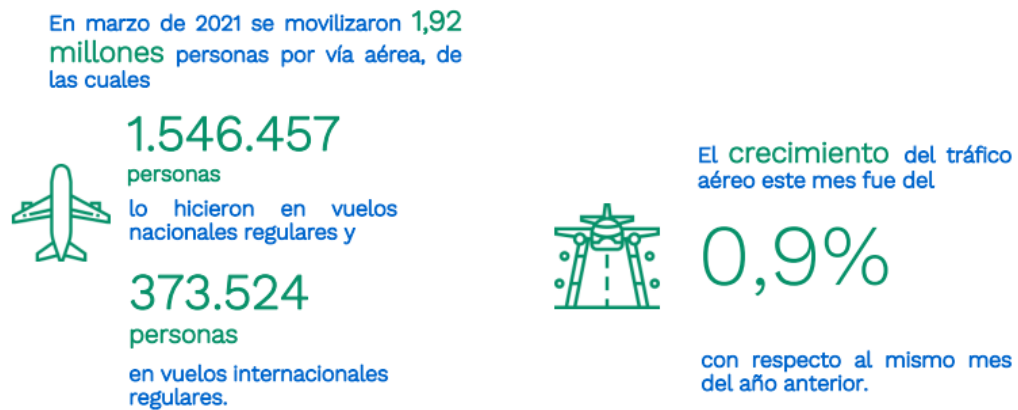 En marzo de 2021 se movilizaron 1,92
millones personas por vía aérea, de
las cuales
1.546.457
personas
lo hicieron en vuelos
nacionales regulares y
373.524
personas
en vuelos internacionales
regulares.
El crecimiento del tráfico
aéreo este mes fue del
0,9%
con respecto al mismo mes
del año anterior.